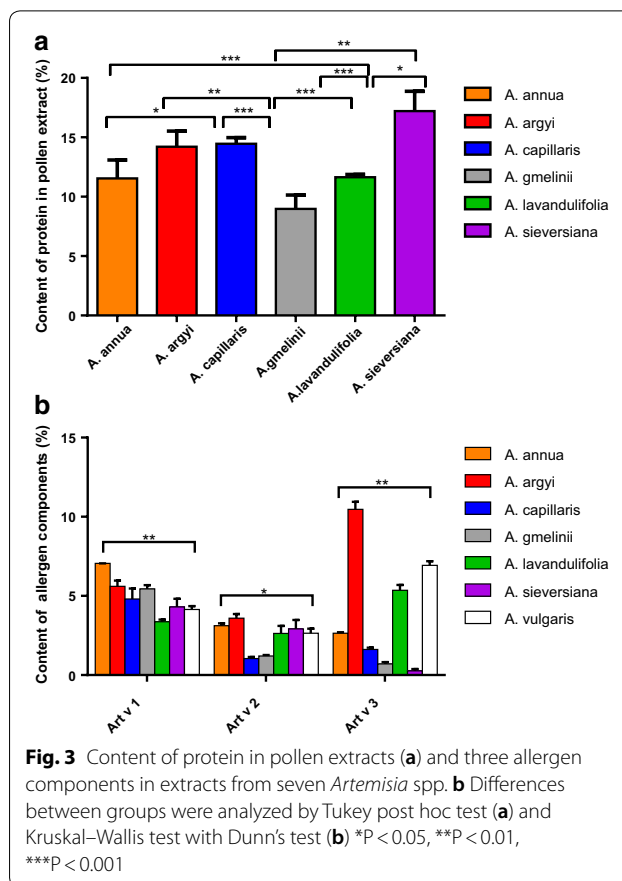 a
Content of protein in pollen extract (%)
20
15
10
5
0
***
**
*
**
***
***
***
*
A. annua
A. argyi
A. capillaris
A.gmelinii
A.lavandulifolia
A. sieversiana
A. annua
A. argyi
A. capillaris
A. gmelinii
A. lavandulifolia
A. sieversiana
b
Content of allergen components (%)
15
10
5
0
**
*
**
Art v 1
Art v 2
Art v 3
A. annua
A. argyi
A. capillaris
A. gmelinii
A. lavandulifolia
A. sieversiana
A. vulgaris
Fig. 3 Content of protein in pollen extracts (a) and three allergen
components in extracts from seven Artemisia spp. b Differences
between groups were analyzed by Tukey post hoc test (a) and
Kruskal–Wallis test with Dunn's test (b) *P < 0.05, **P < 0.01,
***P < 0.001